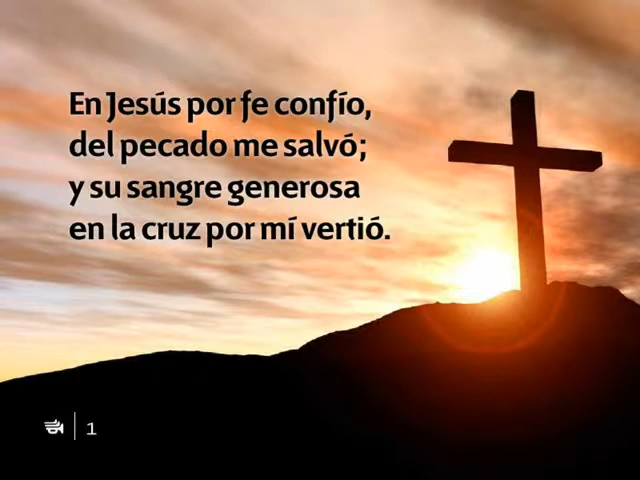 En Jesús por fe confío,
del pecado me salvó;
y su sangre generosa
en la cruz por mí vertió.
1